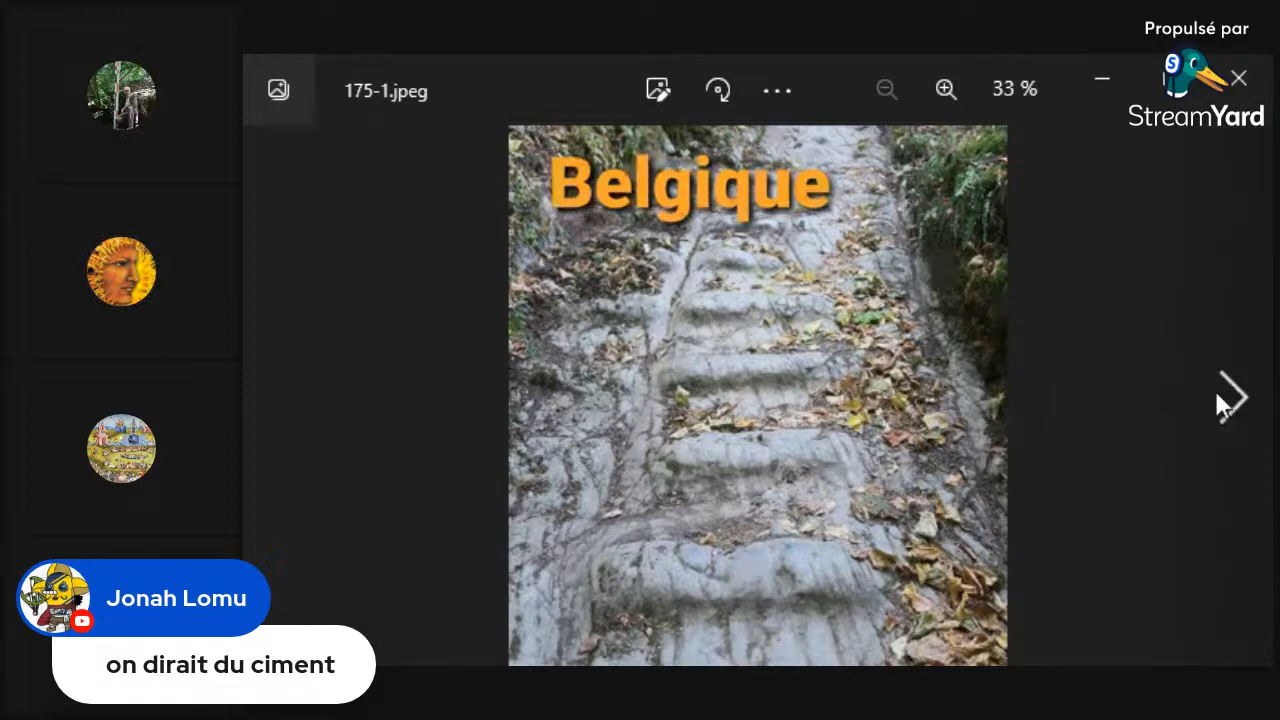 Propulsé par
StreamYard
175-1.jpeg
33 %
Belgique
Jonah Lomu
on dirait du ciment